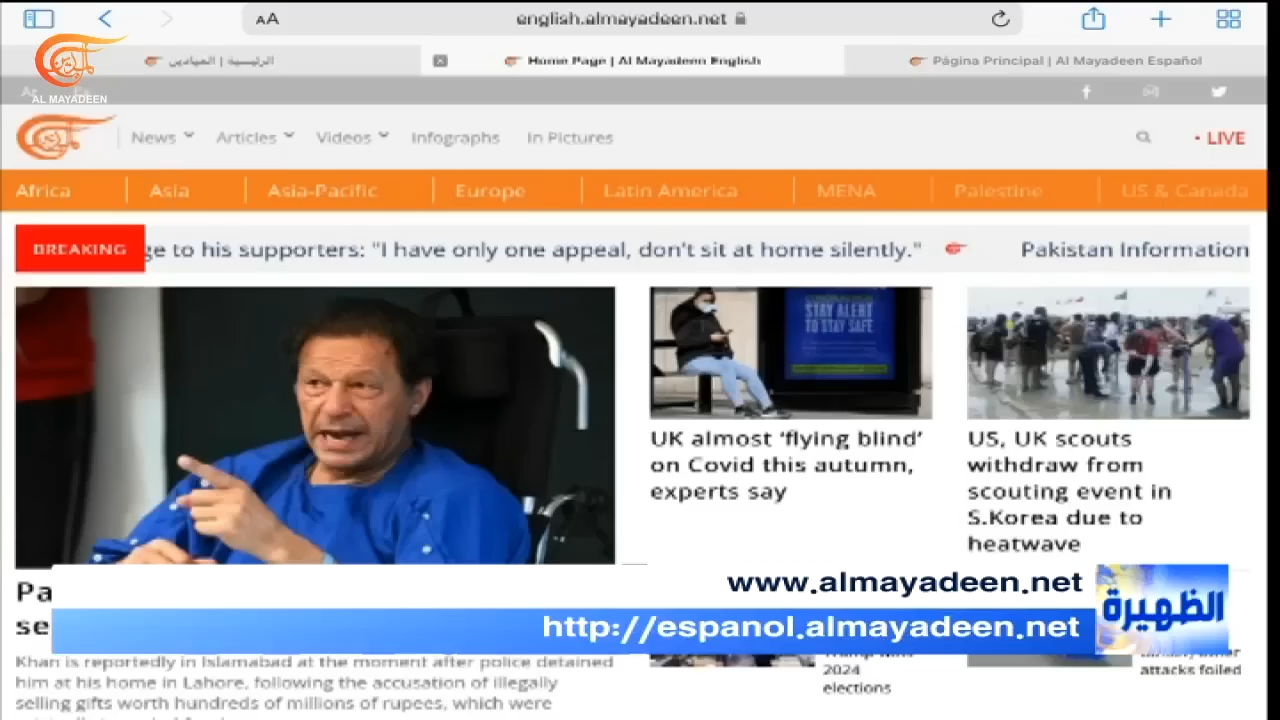 AA
english.almayadeen.net
الرئيسية | الميادين
Home Page | Al Mayadeen English
Página Principal | Al Mayadeen Español
AL MAYADEEN
News
Articles
Videos
Infographs
In Pictures
• LIVE
Africa
Asia
Asia-Pacific
Europe
Latin America
MENA
Palestine
US & Canada
BREAKING
ge to his supporters: "I have only one appeal, don't sit at home silently."
Pakistan Information
STAY ALERT
TO STAY SAFE
UK almost ‘flying blind’
on Covid this autumn,
experts say
US, UK scouts
withdraw from
scouting event in
S.Korea due to
heatwave
Pa
se
www.almayadeen.net
http://espanol.almayadeen.net
الظهيرة
Khan is reportedly in Islamabad at the moment after police detained
him at his home in Lahore, following the accusation of illegally
selling gifts worth hundreds of millions of rupees, which were
2024
elections
attacks foiled